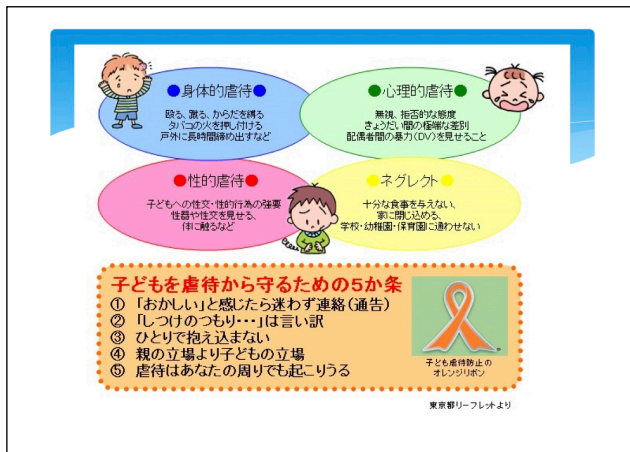 ●身体的虐待●
殴る、蹴る、からだを縛る
タバコの火を押し付ける
戸外に長時間締め出すなど
●心理的虐待●
無視、拒否的な態度
きょうだい間の極端な差別
配偶者間の暴力(DV)を見せること
●性的虐待●
子どもへの性交・性的行為の強要
性器や性交を見せる、
体に触るなど
●ネグレクト●
十分な食事を与えない、
家に閉じ込める、
学校・幼稚園・保育園に通わせない
子どもを虐待から守るための5か条
① 「おかしい」と感じたら迷わず連絡(通告)
② 「しつけのつもり・・・」は言い訳
③ ひとりで抱え込まない
④ 親の立場より子どもの立場
⑤ 虐待はあなたの周りでも起こりうる
子ども虐待防止の
オレンジリボン
東京都リーフレットより